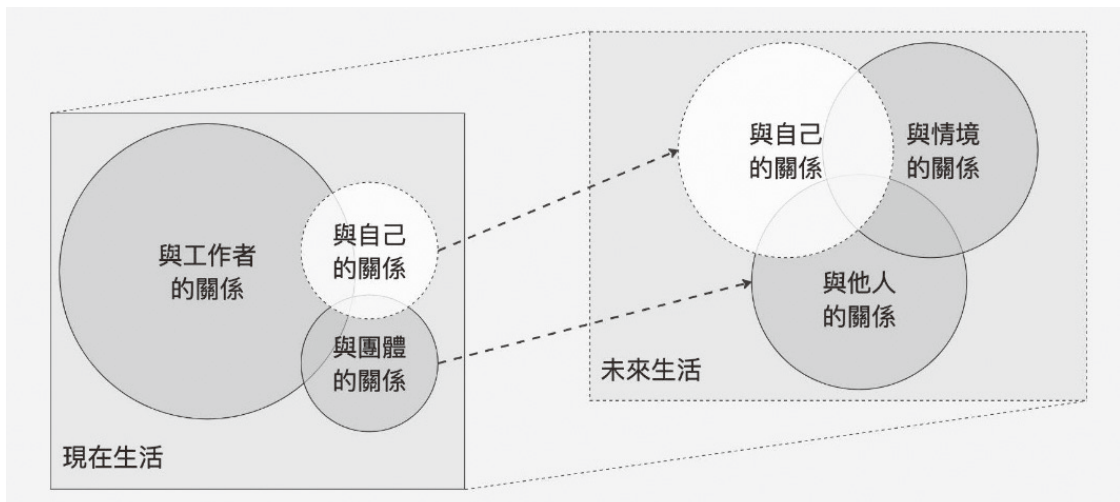 與工作者
的關係
與自己
的關係
與團體
的關係
現在生活
與自己
的關係
與情境
的關係
與他人
的關係
未來生活